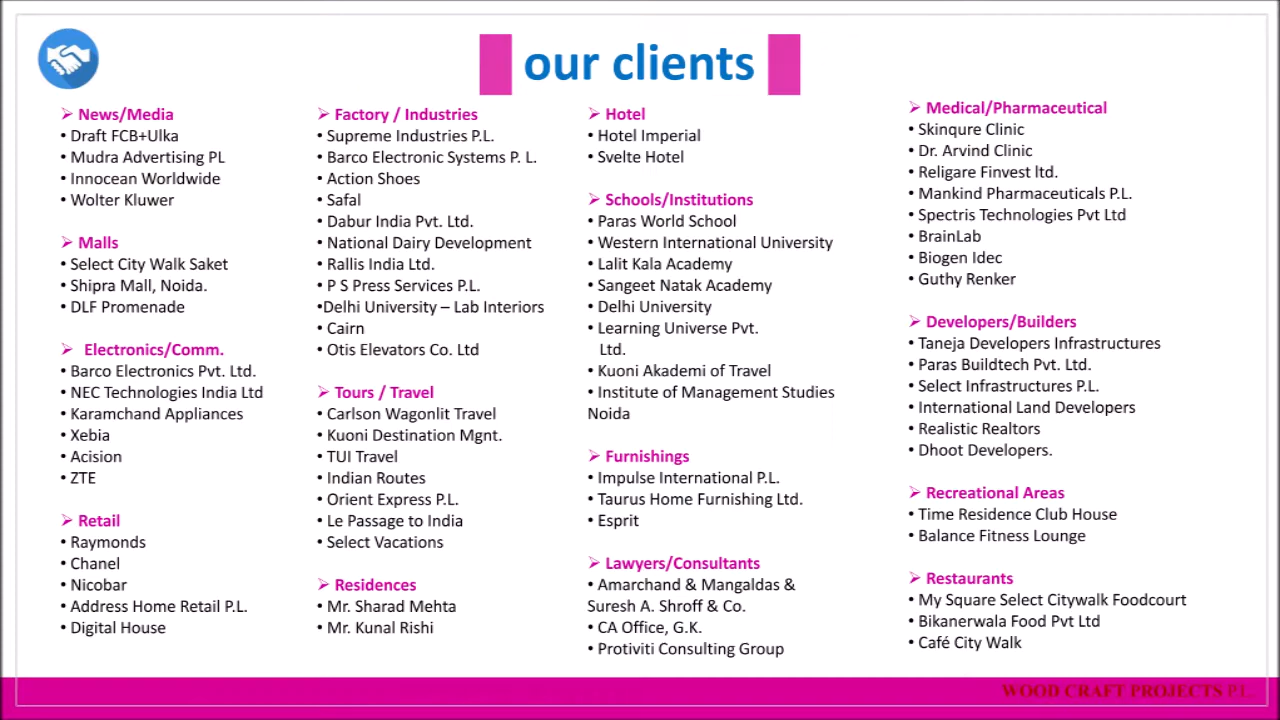 our clients
➢ News/Media
• Draft FCB+Ulka
• Mudra Advertising PL
• Innocean Worldwide
• Wolter Kluwer
➢ Malls
• Select City Walk Saket
• Shipra Mall, Noida.
• DLF Promenade
➢ Electronics/Comm.
• Barco Electronics Pvt. Ltd.
• NEC Technologies India Ltd
• Karamchand Appliances
• Xebia
• Acision
• ZTE
➢ Retail
• Raymonds
• Chanel
• Nicobar
• Address Home Retail P.L.
• Digital House
➢ Factory / Industries
• Supreme Industries P.L.
• Barco Electronic Systems P. L.
• Action Shoes
• Safal
• Dabur India Pvt. Ltd.
• National Dairy Development
• Rallis India Ltd.
• P S Press Services P.L.
•Delhi University – Lab Interiors
• Cairn
• Otis Elevators Co. Ltd
➢ Tours / Travel
• Carlson Wagonlit Travel
• Kuoni Destination Mgnt.
• TUI Travel
• Indian Routes
• Orient Express P.L.
• Le Passage to India
• Select Vacations
➢ Residences
• Mr. Sharad Mehta
• Mr. Kunal Rishi
➢ Hotel
• Hotel Imperial
• Svelte Hotel
➢ Schools/Institutions
• Paras World School
• Western International University
• Lalit Kala Academy
• Sangeet Natak Academy
• Delhi University
• Learning Universe Pvt.
Ltd.
• Kuoni Akademi of Travel
• Institute of Management Studies
Noida
➢ Furnishings
• Impulse International P.L.
• Taurus Home Furnishing Ltd.
• Esprit
➢ Lawyers/Consultants
• Amarchand & Mangaldas &
Suresh A. Shroff & Co.
• CA Office, G.K.
• Protiviti Consulting Group
➢ Medical/Pharmaceutical
• Skinqure Clinic
• Dr. Arvind Clinic
• Religare Finvest ltd.
• Mankind Pharmaceuticals P.L.
• Spectris Technologies Pvt Ltd
• BrainLab
• Biogen Idec
• Guthy Renker
➢ Developers/Builders
• Taneja Developers Infrastructures
• Paras Buildtech Pvt. Ltd.
• Select Infrastructures P.L.
• International Land Developers
• Realistic Realtors
• Dhoot Developers.
➢ Recreational Areas
• Time Residence Club House
• Balance Fitness Lounge
➢ Restaurants
• My Square Select Citywalk Foodcourt
• Bikanerwala Food Pvt Ltd
• Café City Walk
WOOD CRAFT PROJECTS P.L.